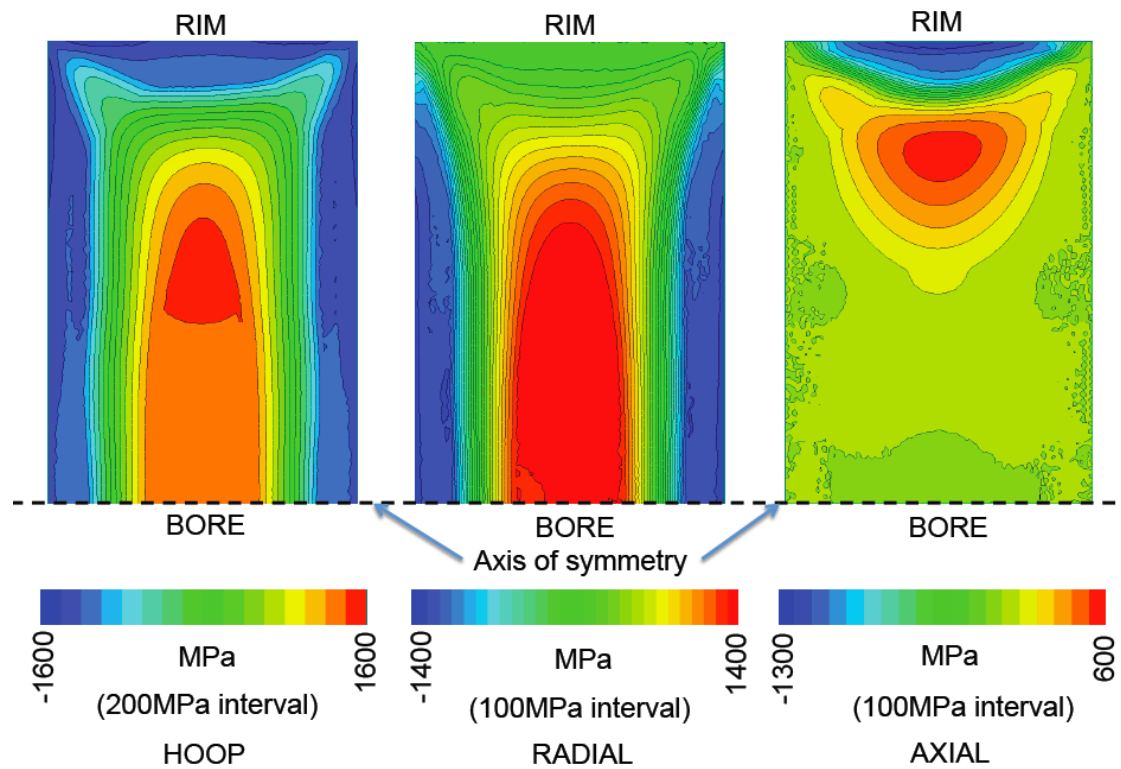 RIM RIM RIM
BORE BORE BORE
Axis of symmetry
-1600 1600 -1400 1400 -1300 600
MPa MPa MPa
(200MPa interval) (100MPa interval) (100MPa interval)
HOOP RADIAL AXIAL